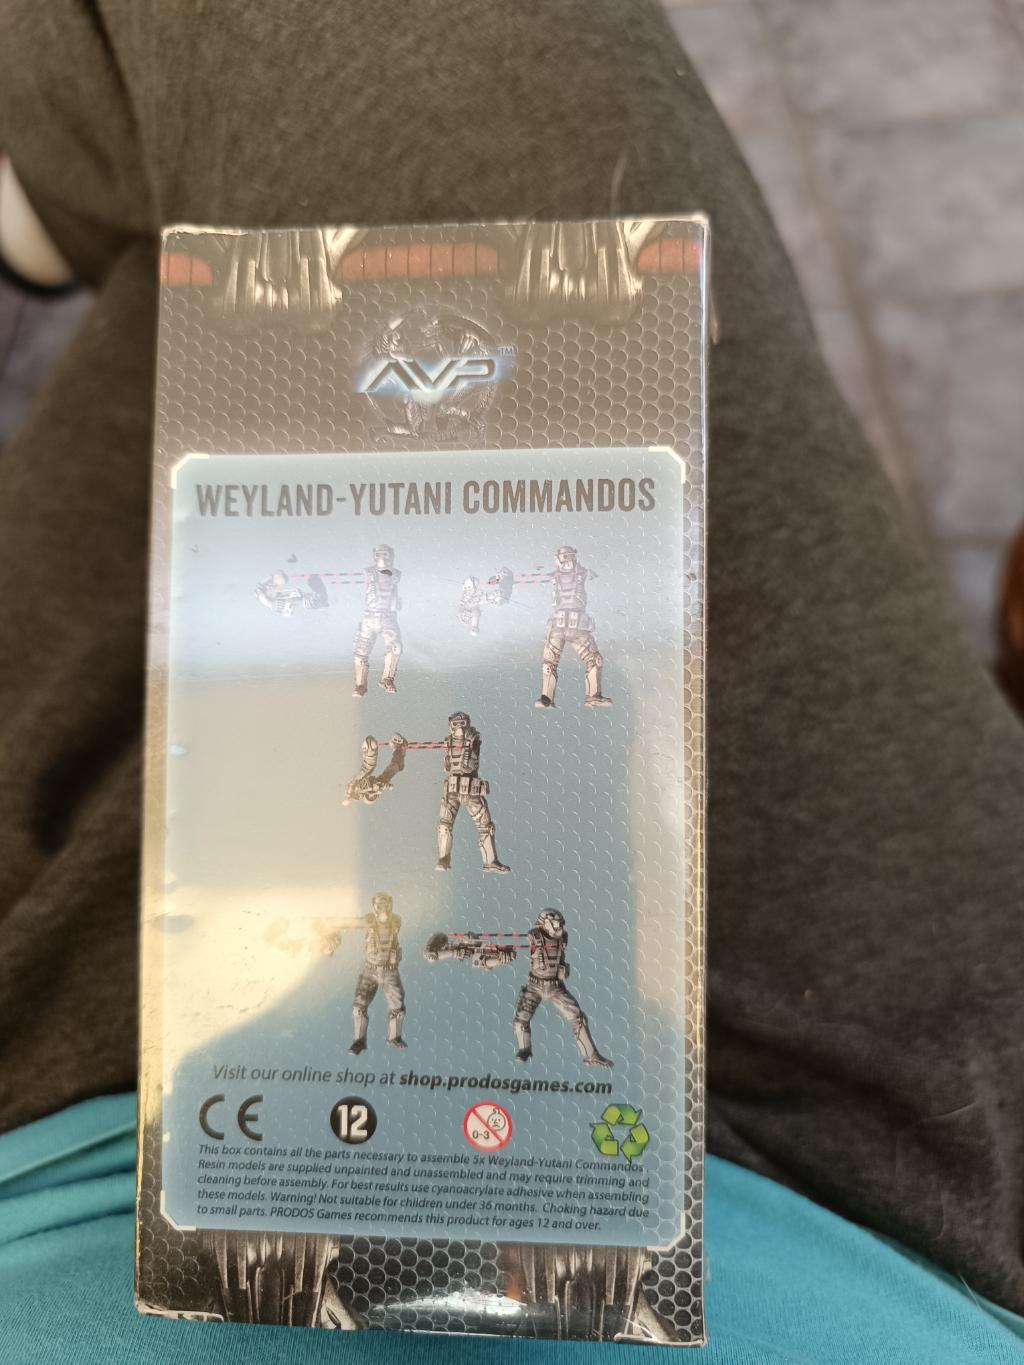 AVP™
WEYLAND-YUTANI COMMANDOS
Visit our online shop at shop.prodosgames.com
CE
12
0-3
This box contains all the parts necessary to assemble 5x Weyland-Yutani Commandos.
Resin models are supplied unpainted and unassembled and may require trimming and
cleaning before assembly. For best results use cyanoacrylate adhesive when assembling
these models. Warning! Not suitable for children under 36 months. Choking hazard due
to small parts. PRODOS Games recommends this product for ages 12 and over.